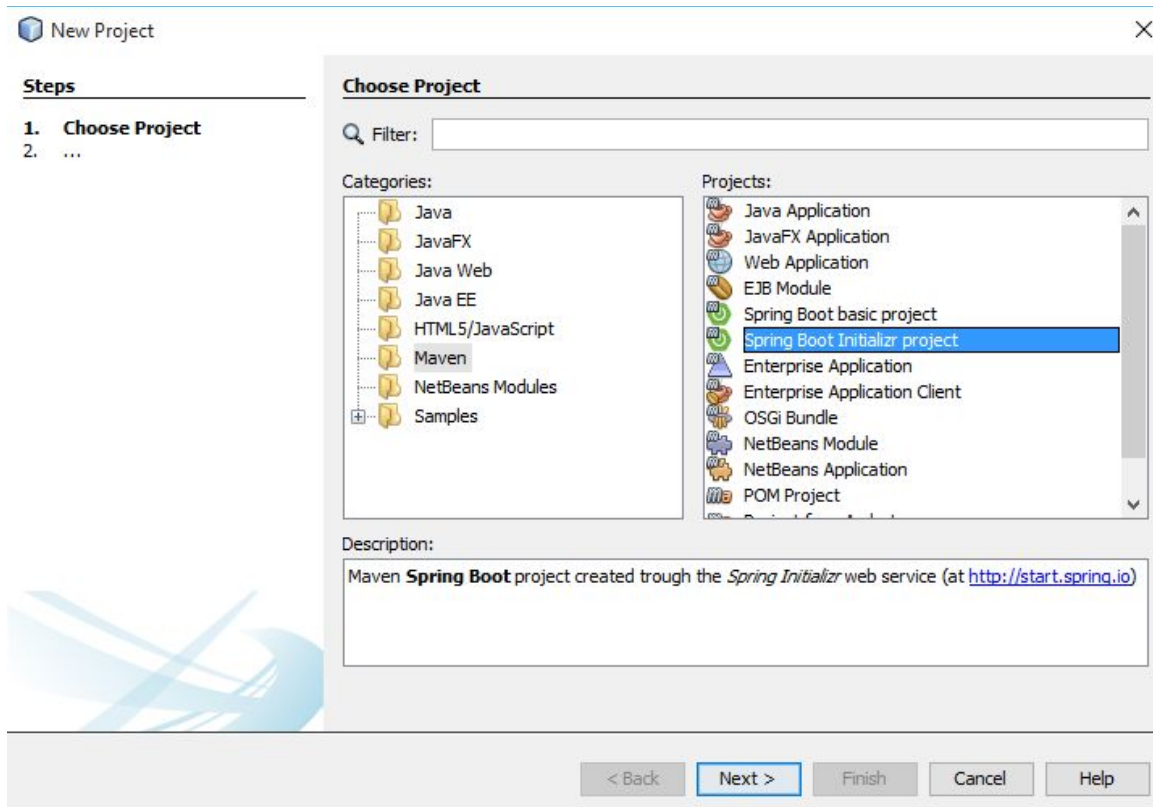 New Project
Steps
1. Choose Project
2. ...
Choose Project
Filter:
Categories:
Java
JavaFX
Java Web
Java EE
HTML5/JavaScript
Maven
NetBeans Modules
Samples
Projects:
Java Application
JavaFX Application
Web Application
EJB Module
Spring Boot basic project
Spring Boot Initializr project
Enterprise Application
Enterprise Application Client
OSGi Bundle
NetBeans Module
NetBeans Application
POM Project
Description:
Maven Spring Boot project created trough the Spring Initializr web service (at http://start.spring.io)
< Back Next > Finish Cancel Help